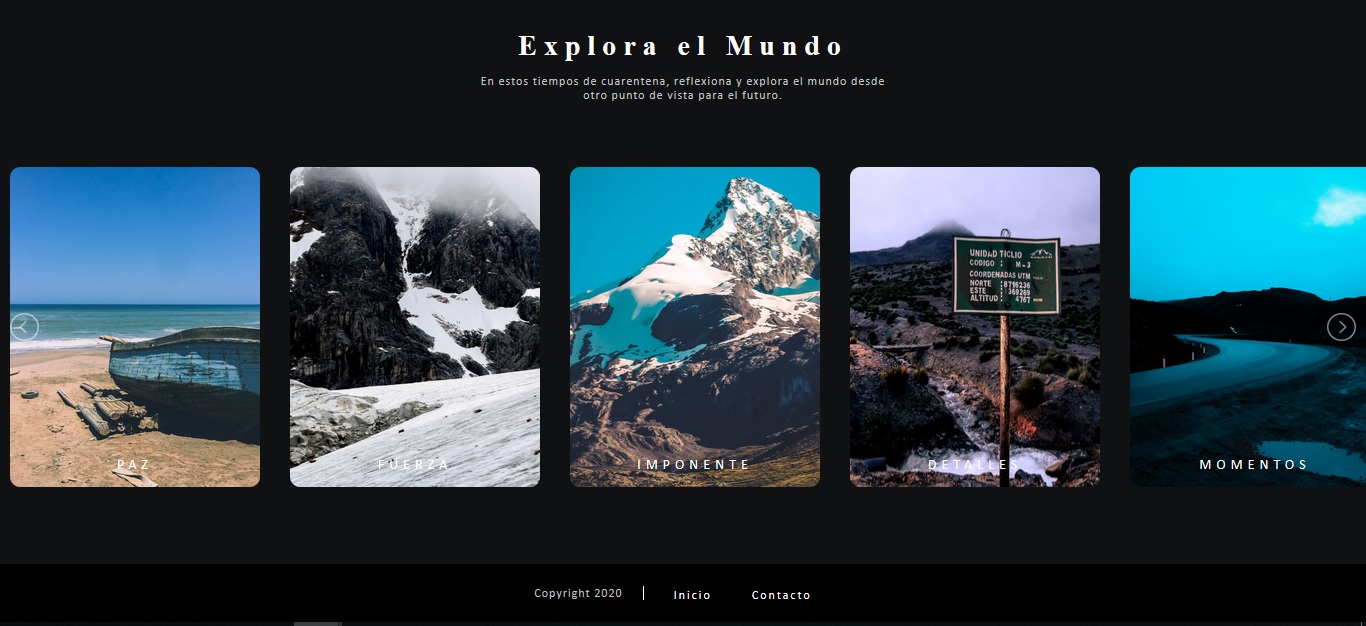 Explora el Mundo
En estos tiempos de cuarentena, reflexiona y explora el mundo desde
otro punto de vista para el futuro.
UNIDAD TICLIO
CODIGO : M-3
COORDENADAS UTM
NORTE : 8716236
ESTE : 369269
ALTITUD : 4767
PAZ
FUERZA
IMPONENTE
DETALLES
MOMENTOS
Copyright 2020
Inicio
Contacto